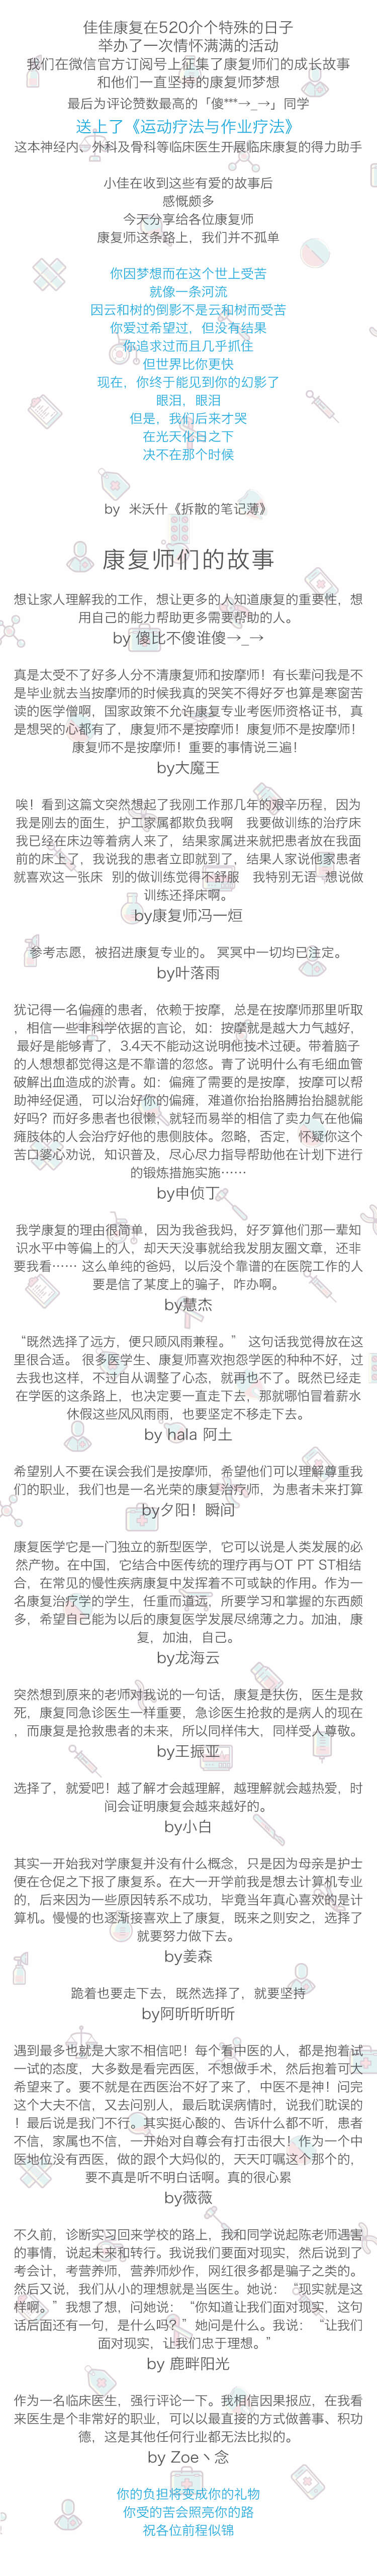 佳佳康复在520介个特殊的日子
举办了一次情怀满满的活动
我们在微信官方订阅号上征集了康复师们的成长故事
和他们一直坚持的康复师梦想
最后为评论赞数最高的「傻***→_→」同学
送上了《运动疗法与作业疗法》
这本神经内、外科及骨科等临床医生开展临床康复的得力助手
小佳在收到这些有爱的故事后
感慨颇多
今天分享给各位康复师
康复师这条路上，我们并不孤单
你因梦想而在这个世上受苦
就像一条河流
因云和树的倒影不是云和树而受苦
你爱过希望过，但没有结果
你追求过而且几乎抓住
但世界比你更快
现在，你终于能见到你的幻影了
眼泪，眼泪
但是，我们后来才哭
在光天化日之下
决不在那个时候
by 米沃什《拆散的笔记薄》
康复师们的故事
想让家人理解我的工作，想让更多的人知道康复的重要性，想
用自己的能力帮助更多需要帮助的人。
by 傻比不傻谁傻→_→
真是太受不了好多人分不清康复师和按摩师！有长辈问我是不
是毕业就去当按摩师的时候我真的哭笑不得好歹也算是寒窗苦
读的医学僧啊，国家政策不允许康复专业考医师资格证书，真
是想哭的心都有了，康复师不是按摩师！康复师不是按摩师！
康复师不是按摩师！重要的事情说三遍！
by大魔王
唉！看到这篇文突然想起了我刚工作那几年的艰辛历程，因为
我是刚去的面生，护工家属都欺负我啊 我要做训练的治疗床
我已经在床边等着病人来了，结果家属进来就把患者放在我面
前的床上了，我说我的患者立即就来了，结果人家说他家患者
就喜欢这一张床 别的做训练觉得不舒服 我特别无语 想说做
训练还择床啊。
by康复师冯一烜
参考志愿，被招进康复专业的。 冥冥中一切均已注定。
by叶落雨
犹记得一名偏瘫的患者，依赖于按摩，总是在按摩师那里听取
，相信一些非科学依据的言论，如：按摩就是越大力气越好，
最好是能够青了，3.4天不能动这说明他技术过硬。带着脑子
的人想想都觉得这是不靠谱的忽悠。青了说明什么有毛细血管
破解出血造成的淤青。如：偏瘫了需要的是按摩，按摩可以帮
助神经促通，可以治好你的偏瘫，难道你抬抬胳膊抬抬腿就能
好吗？而许多患者也很懒，就轻而易举的相信了卖力气在他偏
瘫肢体的人会治疗好他的患侧肢体。忽略，否定，怀疑你这个
苦口婆心劝说，知识普及，尽心尽力指导帮助他在计划下进行
的锻炼措施实施……
by申侦丁
我学康复的理由很简单，因为我爸我妈，好歹算他们那一辈知
识水平中等偏上的人，却天天没事就给我发朋友圈文章，还非
要我看…… 这么单纯的爸妈，以后没个靠谱的在医院工作的人
要是信了某度上的骗子，咋办啊。
by慧杰
“既然选择了远方，便只顾风雨兼程。” 这句话我觉得放在这
里很合适。 很多医学生、康复师喜欢抱怨学医的种种不好，过
去我也这样，不过自从调整了心态，就再也不了。既然已经走
在学医的这条路上，也决定要一直走下去，那就哪怕冒着薪水
休假这些风风雨雨，也要坚定不移走下去。
by hala 阿土
希望别人不要在误会我们是按摩师，希望他们可以理解尊重我
们的职业，我们也是一名光荣的康复治疗师，为患者未来打算
by夕阳！瞬间
康复医学它是一门独立的新型医学，它可以说是人类发展的必
然产物。在中国，它结合中医传统的理疗再与OT PT ST相结
合，在常见的慢性疾病康复中发挥着不可或缺的作用。作为一
名康复治疗学的学生，任重而道远，所要学习和掌握的东西颇
多，希望自己能为以后的康复医学发展尽绵薄之力。加油，康
复，加油，自己。
by龙海云
突然想到原来的老师对我说的一句话，康复是扶伤，医生是救
死，康复同急诊医生一样重要，急诊医生抢救的是病人的现在
，而康复是抢救患者的未来，所以同样伟大，同样受人尊敬。
by王振亚
选择了，就爱吧！越了解才会越理解，越理解就会越热爱，时
间会证明康复会越来越好的。
by小白
其实一开始我对学康复并没有什么概念，只是因为母亲是护士
便在仓促之下报了康复系。在大一开学前我是想去计算机专业
的，后来因为一些原因转系不成功，毕竟当年真心喜欢的是计
算机。慢慢的也逐渐接喜欢上了康复，既来之则安之，选择了
就要努力做下去。
by姜森
跪着也要走下去，既然选择了，就要坚持
by阿昕昕昕昕
遇到最多也就是大家不相信吧！每个看中医的人，都是抱着试
一试的态度，大多数是看完西医，不想做手术，然后抱着可大
希望来了。要不就是在西医治不好了来了，中医不是神！问完
这个大夫不信，又去问别人，最后耽误病情时，说我们耽误的
！最后说是我门不行。其实挺心酸的、告诉什么都不听，患者
不信，家属也不信，一开始对自尊会有打击很大！作为一个中
医地位没有西医，做的跟个大妈似的，天天叮嘱这个那个的，
要不真是听不明白话啊。真的很心累
by薇薇
不久前，诊断实习回来学校的路上，我和同学说起陈老师遇害
的事情，说起未来和转行。我说我们要面对现实，然后说到了
考会计，考营养师，营养师炒作，网红很多都是骗子之类的。
然后又说，我们从小的理想就是当医生。她说：“现实就是这
样啊。”我想了想，问她说：“你知道让我们面对现实，这句
话后面还有一句，是什么吗？”她问是什么。我说：“让我们
面对现实，让我们忠于理想。”
by 鹿畔阳光
作为一名临床医生，强行评论一下。我相信因果报应，在我看
来医生是个非常好的职业，可以以最直接的方式做善事、积功
德，这是其他任何行业都无法比拟的。
by Zoe丶念
你的负担将变成你的礼物
你受的苦会照亮你的路
祝各位前程似锦